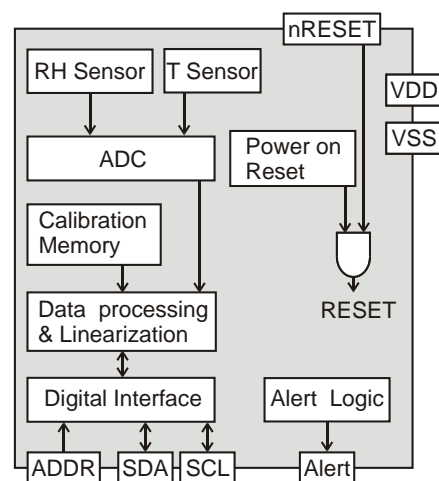 nRESET
RH Sensor
T Sensor
VDD
VSS
ADC
Power on
Reset
Calibration
Memory
RESET
Data processing
& Linearization
Digital Interface
Alert Logic
ADDR
SDA
SCL
Alert